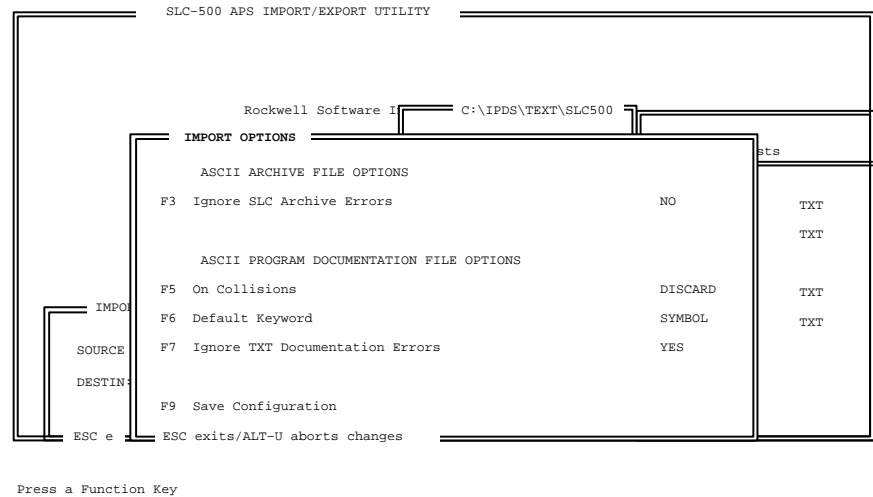 SLC-500 APS IMPORT/EXPORT UTILITY
Rockwell Software I
C:\IPDS\TEXT\SLC500
IMPORT OPTIONS
sts
ASCII ARCHIVE FILE OPTIONS
F3 Ignore SLC Archive Errors NO
TXT
TXT
ASCII PROGRAM DOCUMENTATION FILE OPTIONS
F5 On Collisions DISCARD
TXT
IMPO
F6 Default Keyword SYMBOL
TXT
SOURCE
F7 Ignore TXT Documentation Errors YES
DESTIN:
F9 Save Configuration
ESC e
ESC exits/ALT-U aborts changes
Press a Function Key